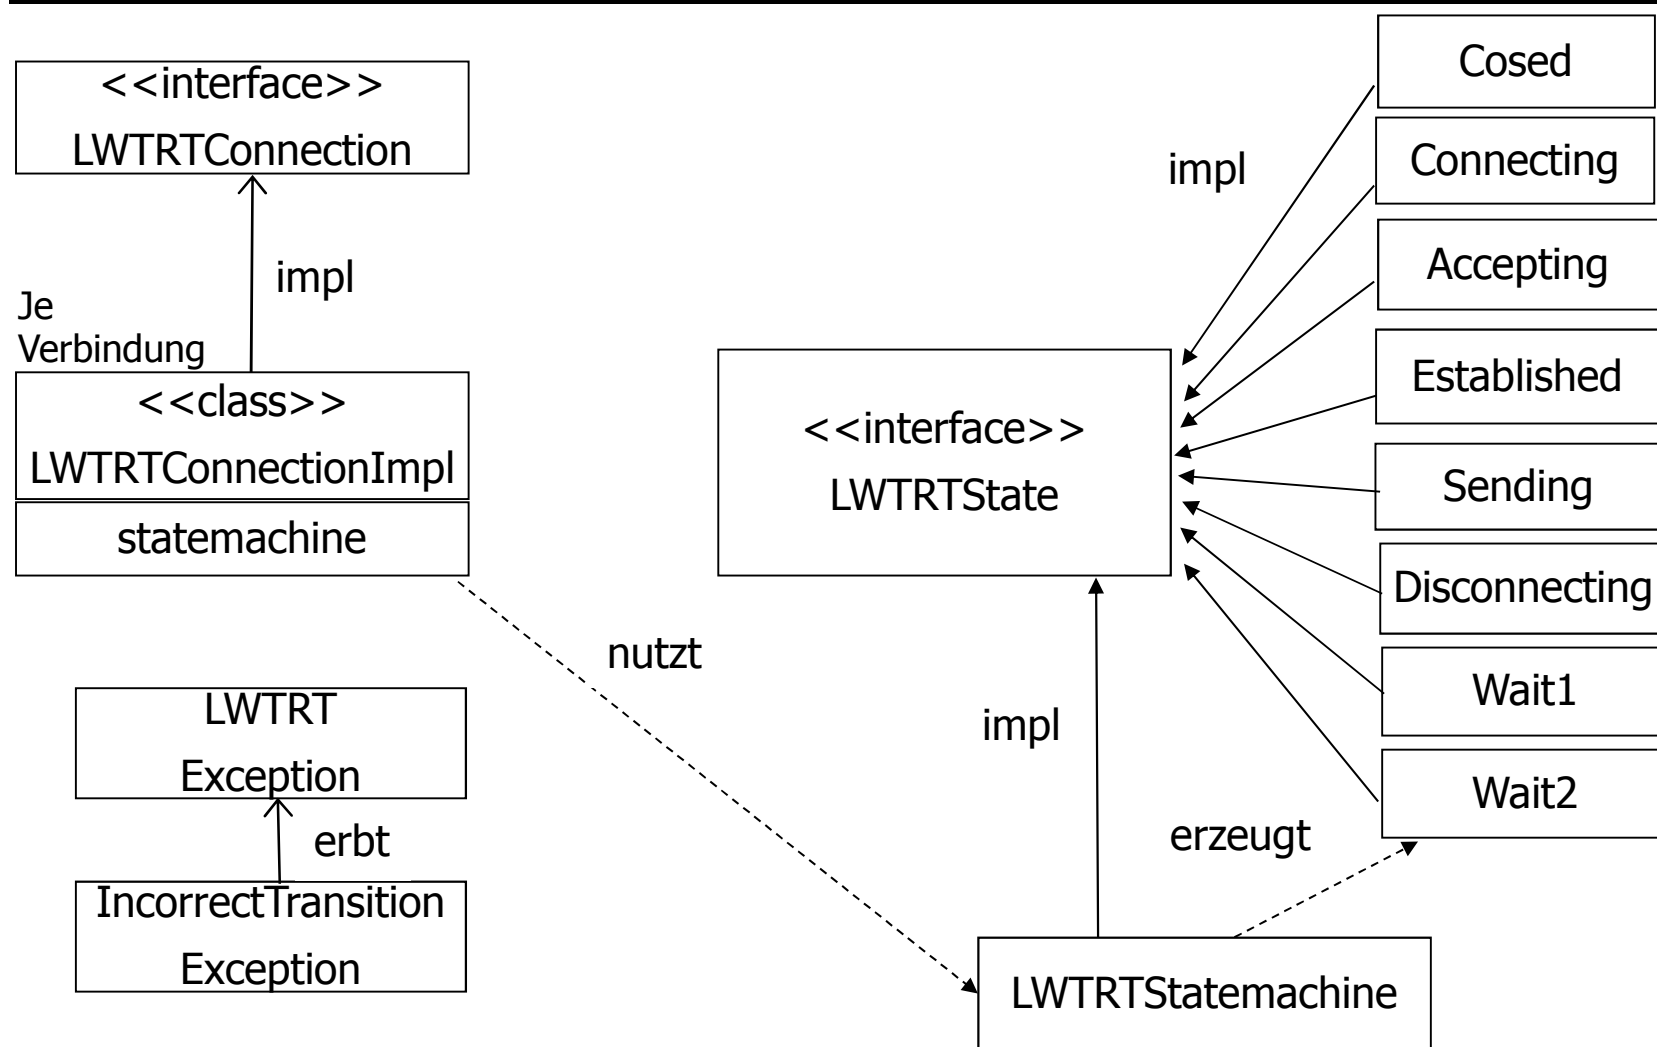 <<interface>>
LWTRTConnection
impl
Je
Verbindung
<<class>>
LWTRTConnectionImpl
statemachine
nutzt
LWTRT
Exception
erbt
IncorrectTransition
Exception
<<interface>>
LWTRTState
impl
impl
erzeugt
LWTRTStatemachine
Cosed
Connecting
Accepting
Established
Sending
Disconnecting
Wait1
Wait2